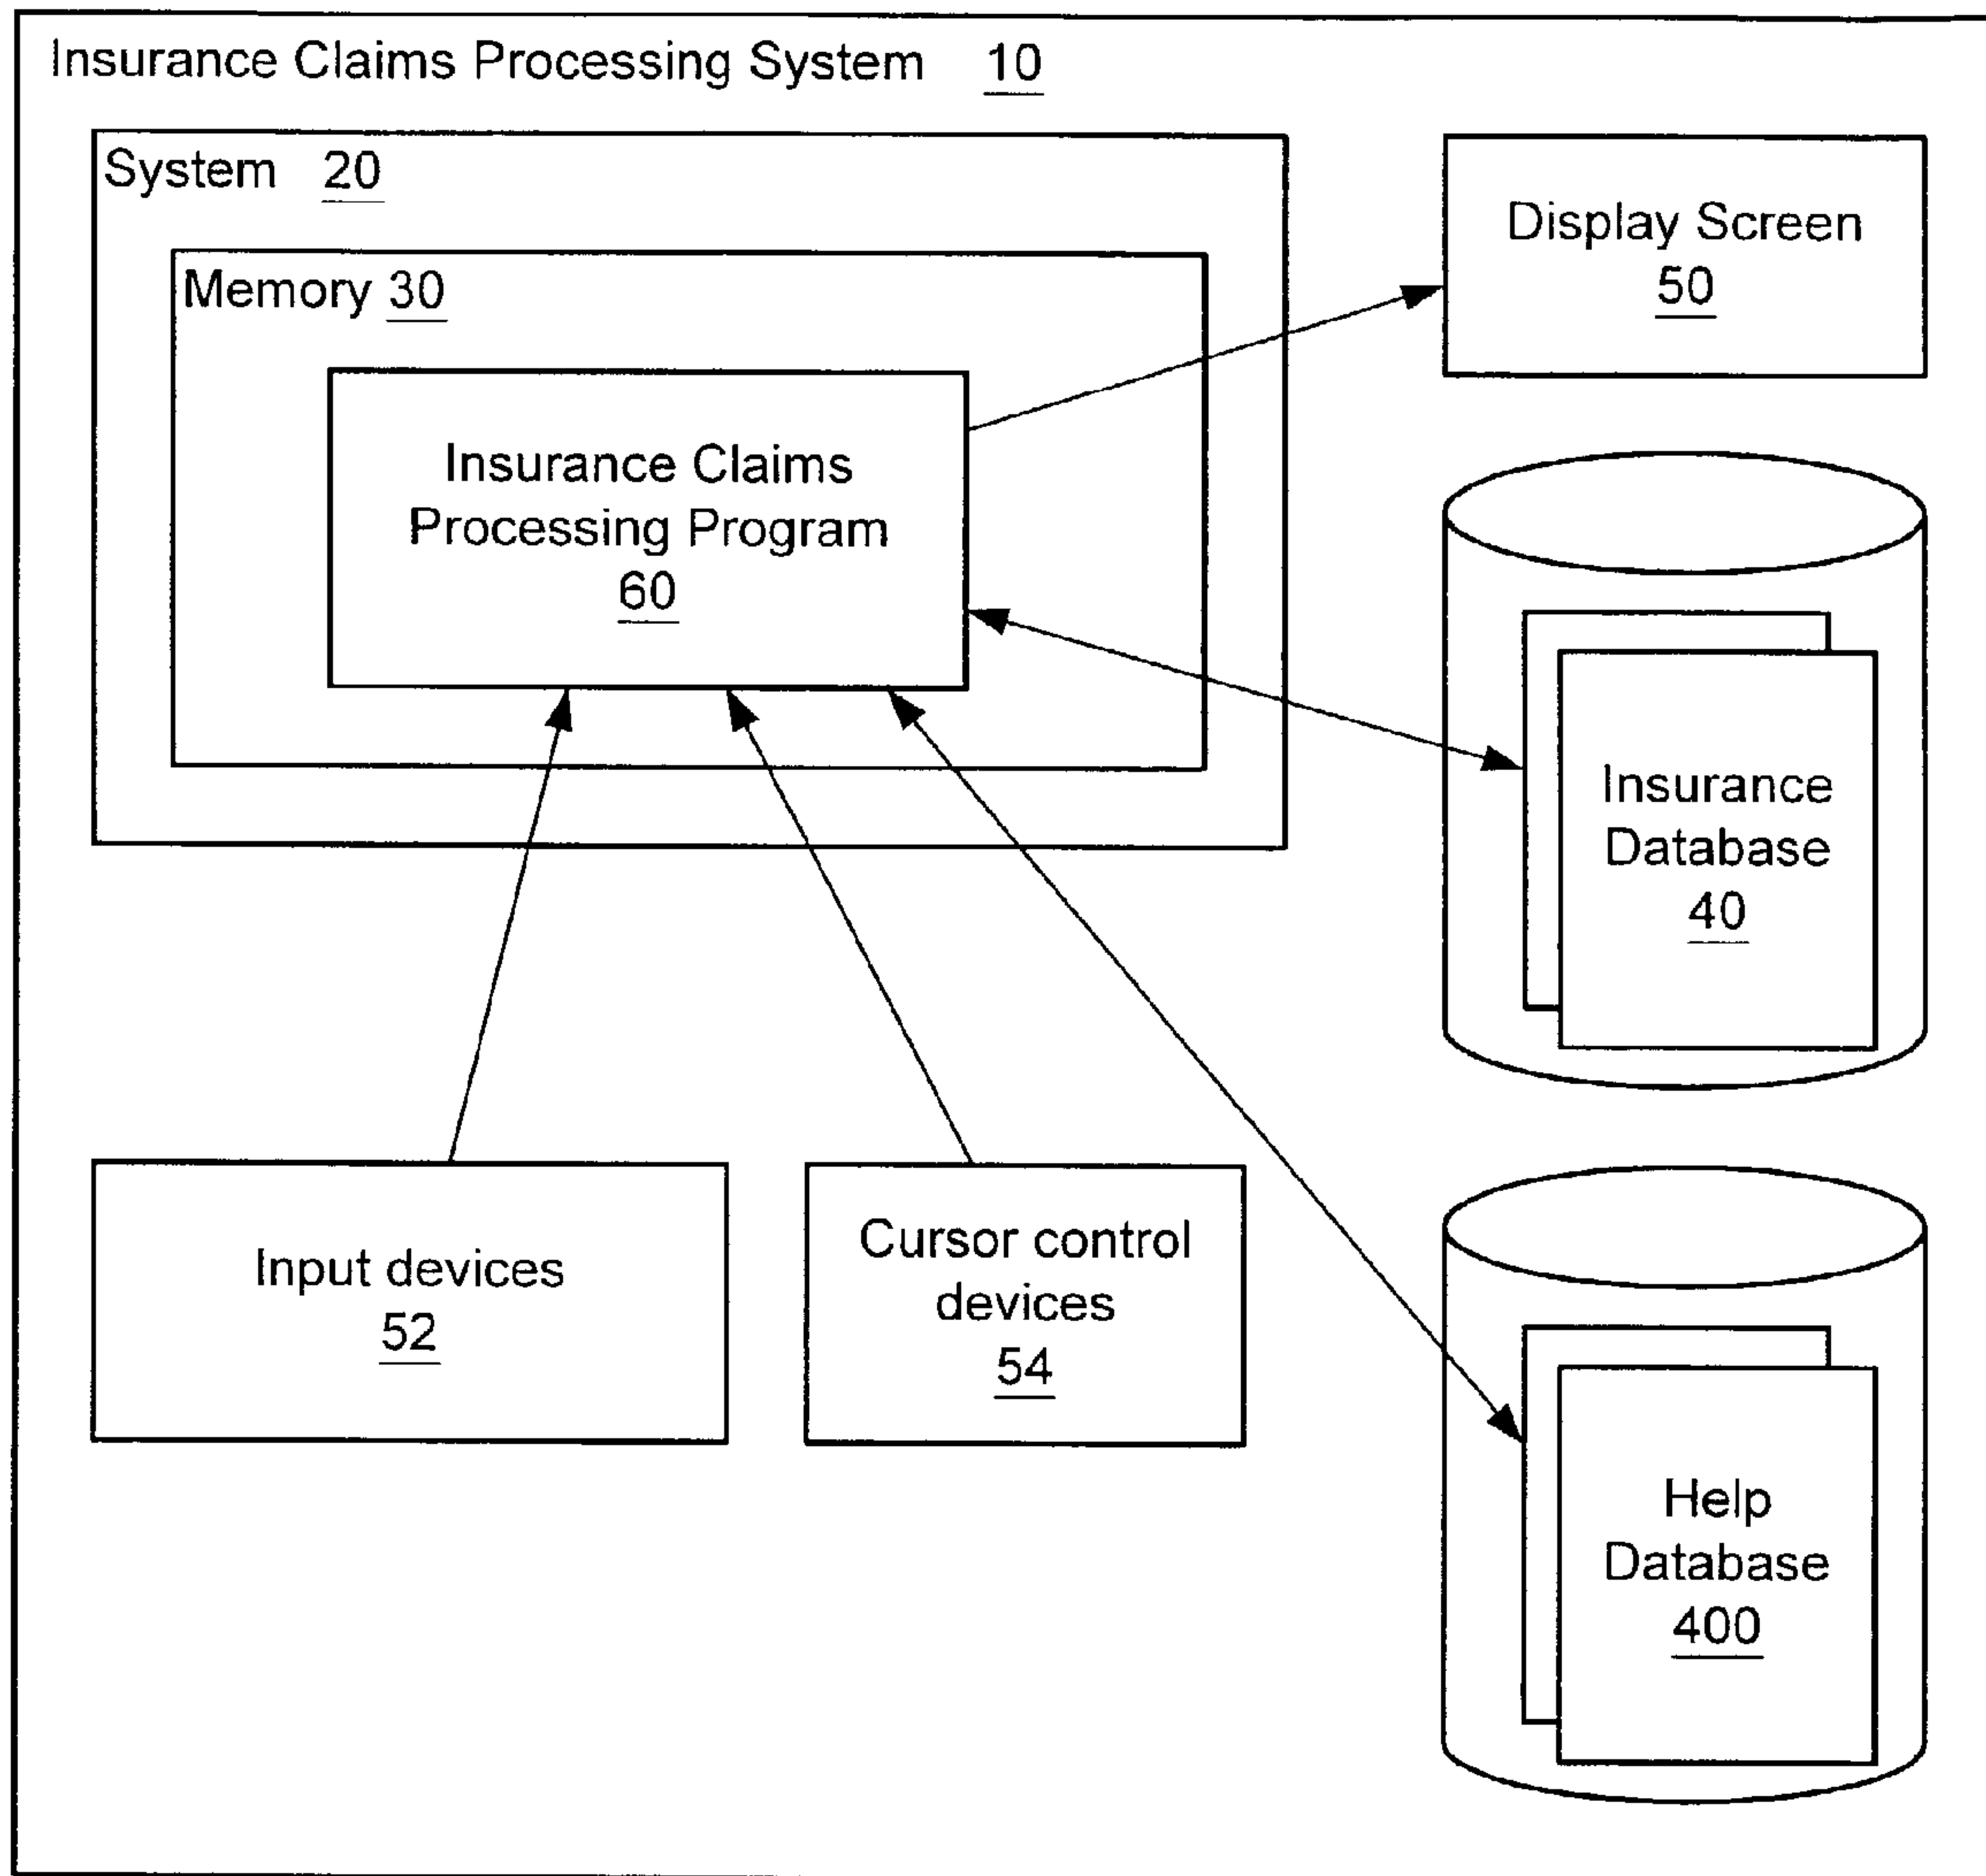 Insurance Claims Processing System 10
System 20
Memory 30
Insurance Claims
Processing Program
60
Display Screen
50
Insurance
Database
40
Input devices
52
Cursor control
devices
54
Help
Database
400